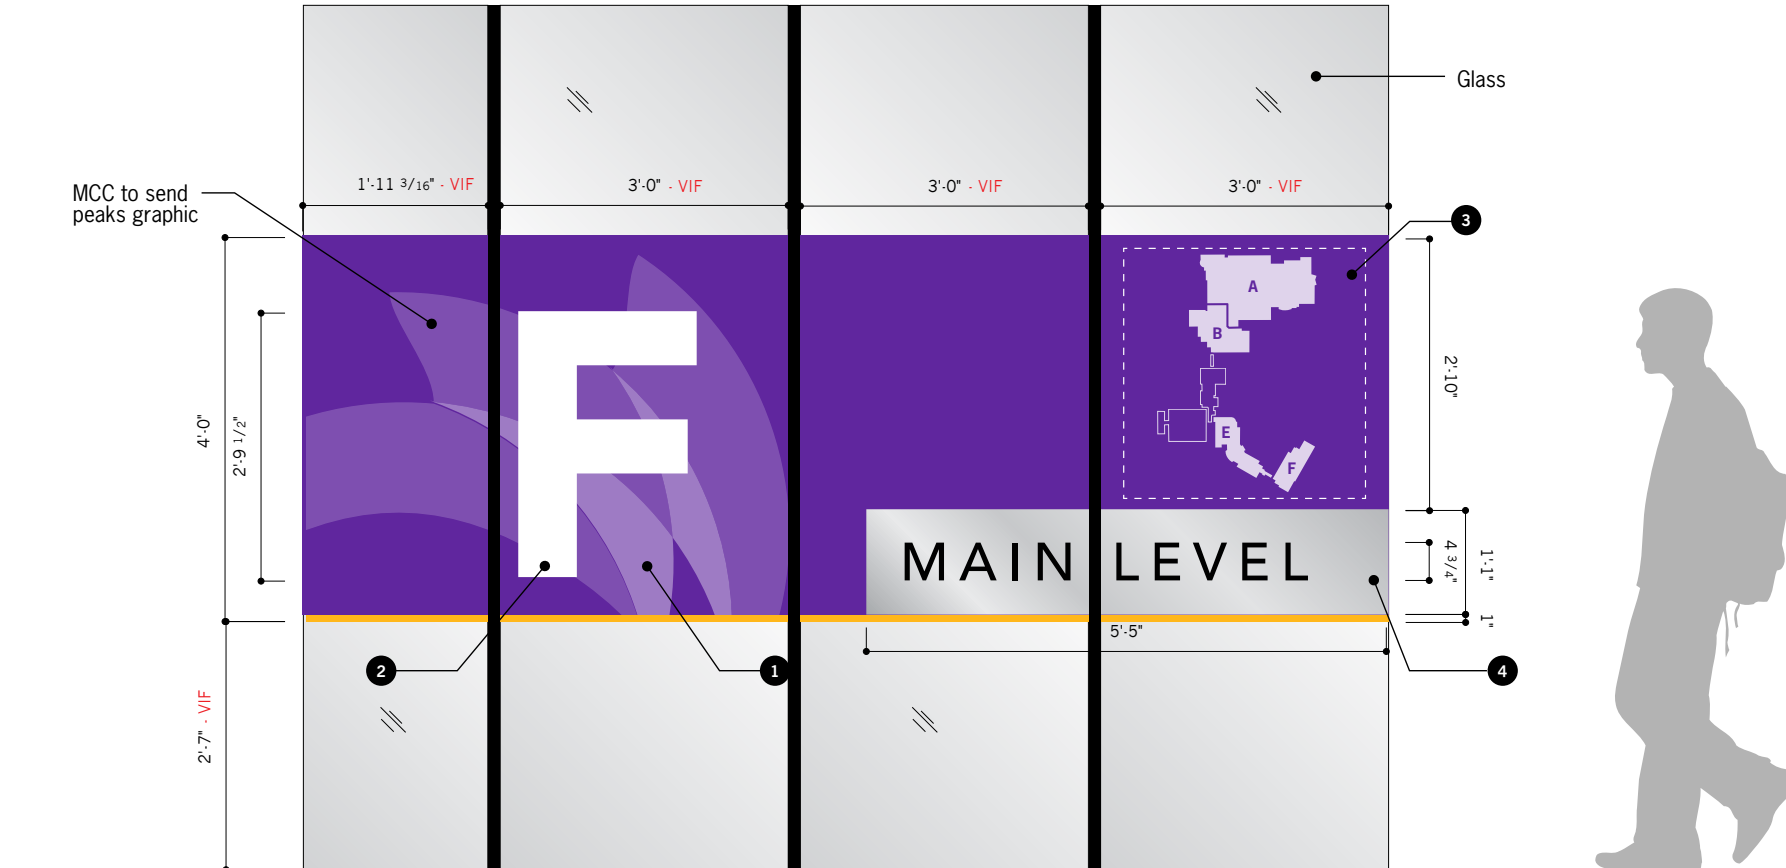 Glass
1'-11 3/16" - VIF
3'-0" - VIF
3'-0" - VIF
3'-0" - VIF
MCC to send
peaks graphic
3
A
B
E
F
F
4'-0"
2'-9 1/2"
2'-10"
MAIN LEVEL
4 3/4"
1'-1"
1"
5'-5"
2
1
4
2'-7" - VIF